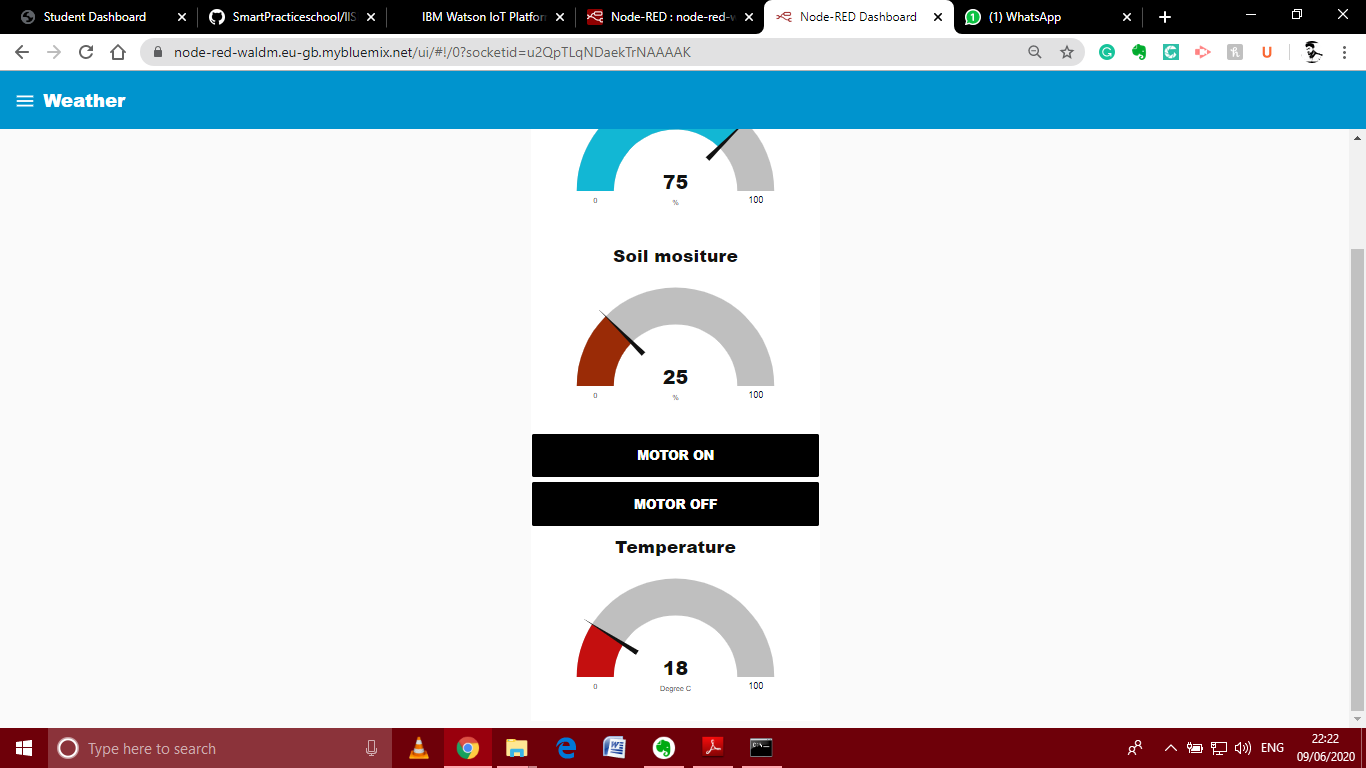 Student Dashboard
SmartPracticeschool/IIS
IBM Watson IoT Platfor
Node-RED : node-red-w
Node-RED Dashboard
(1) WhatsApp
node-red-waldm.eu-gb.mybluemix.net/ui/#!/0?socketid=u2QpTLqNDaekTrNAAAAK
Weather
75
0
%
100
Soil mositure
25
0
%
100
MOTOR ON
MOTOR OFF
Temperature
18
0
Degree C
100
Type here to search
ENG
22:22
09/06/2020